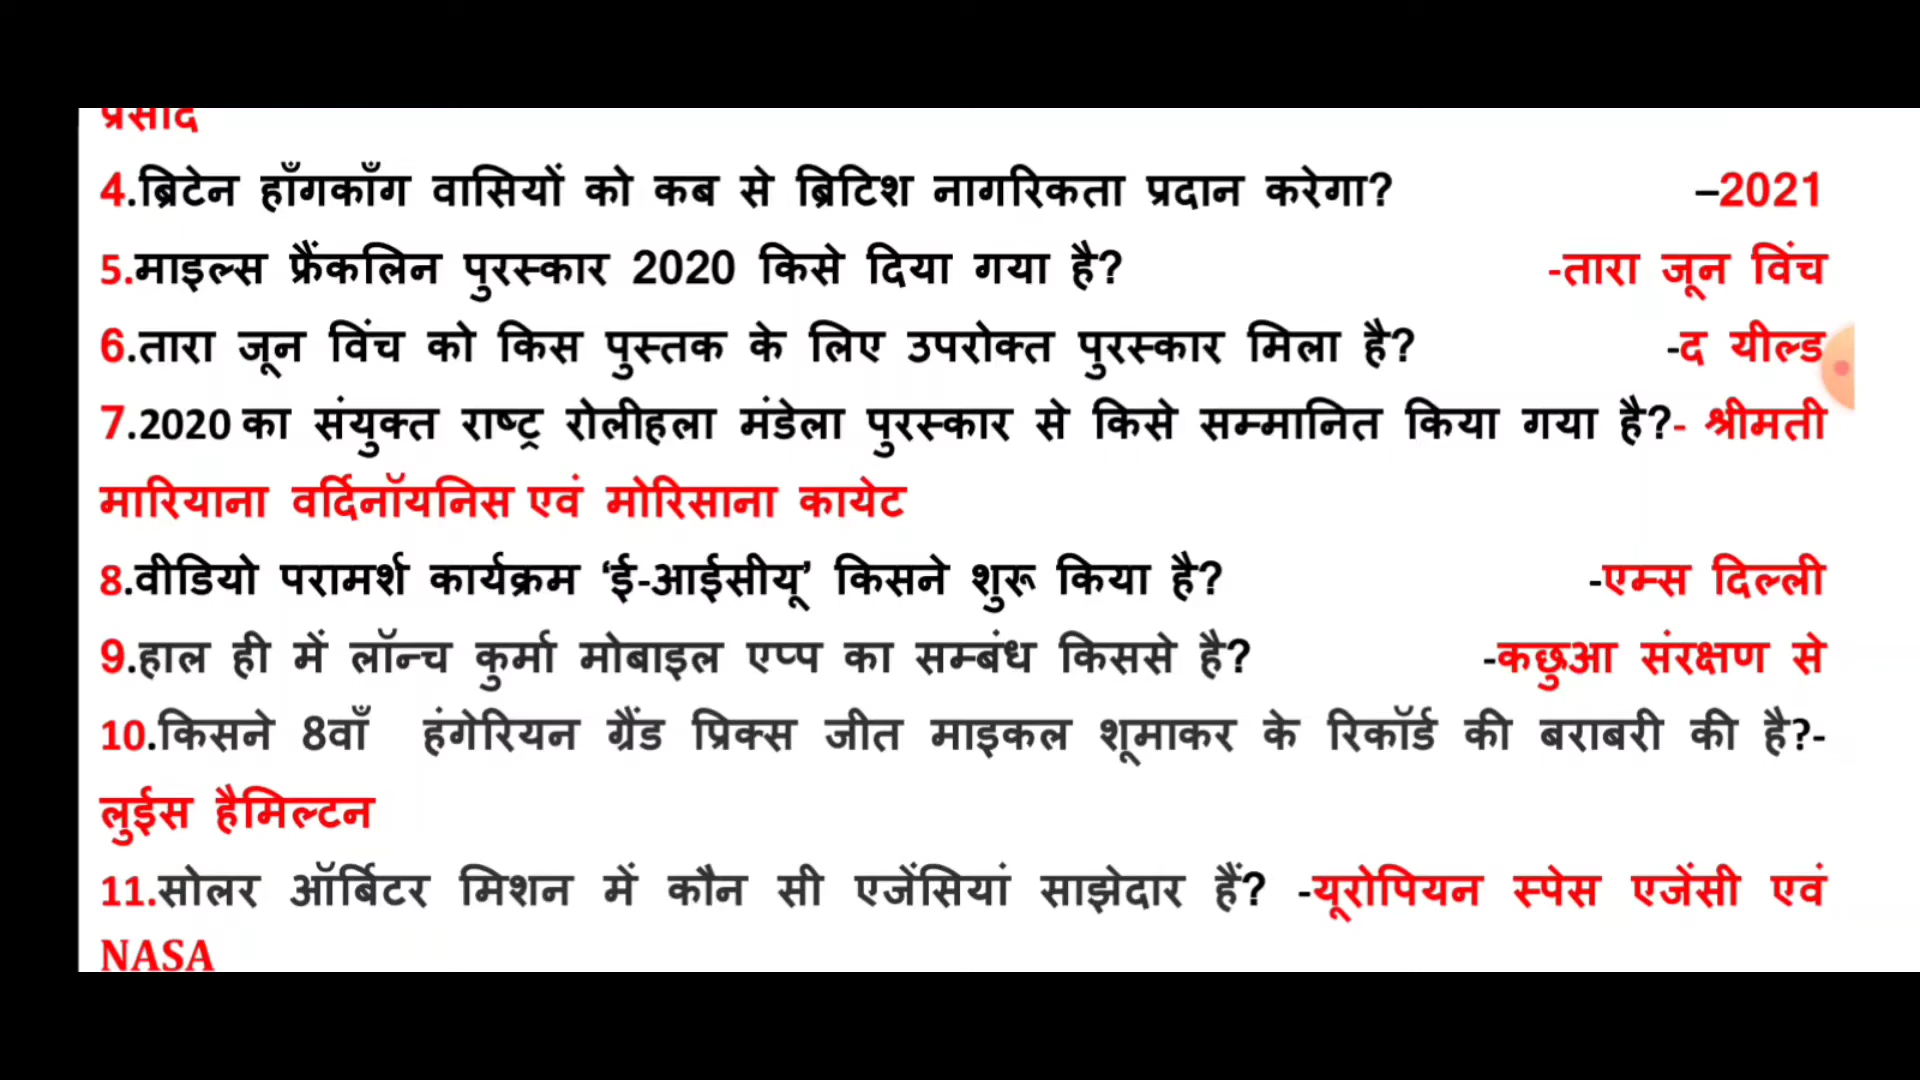 प्रसाद
4.ब्रिटेन हाँगकाँग वासियों को कब से ब्रिटिश नागरिकता प्रदान करेगा? –2021
5.माइल्स फ्रैंकलिन पुरस्कार 2020 किसे दिया गया है? -तारा जून विंच
6.तारा जून विंच को किस पुस्तक के लिए उपरोक्त पुरस्कार मिला है? -द यील्ड
7.2020 का संयुक्त राष्ट्र रोलीहला मंडेला पुरस्कार से किसे सम्मानित किया गया है?- श्रीमती
मारियाना वर्दिनॉयनिस एवं मोरिसाना कायेट
8.वीडियो परामर्श कार्यक्रम ‘ई-आईसीयू’ किसने शुरू किया है? -एम्स दिल्ली
9.हाल ही में लॉन्च कुर्मा मोबाइल एप्प का सम्बंध किससे है? -कछुआ संरक्षण से
10.किसने 8वाँ हंगेरियन ग्रैंड प्रिक्स जीत माइकल शूमाकर के रिकॉर्ड की बराबरी की है?-
लुईस हैमिल्टन
11.सोलर ऑर्बिटर मिशन में कौन सी एजेंसियां साझेदार हैं? -यूरोपियन स्पेस एजेंसी एवं
NASA